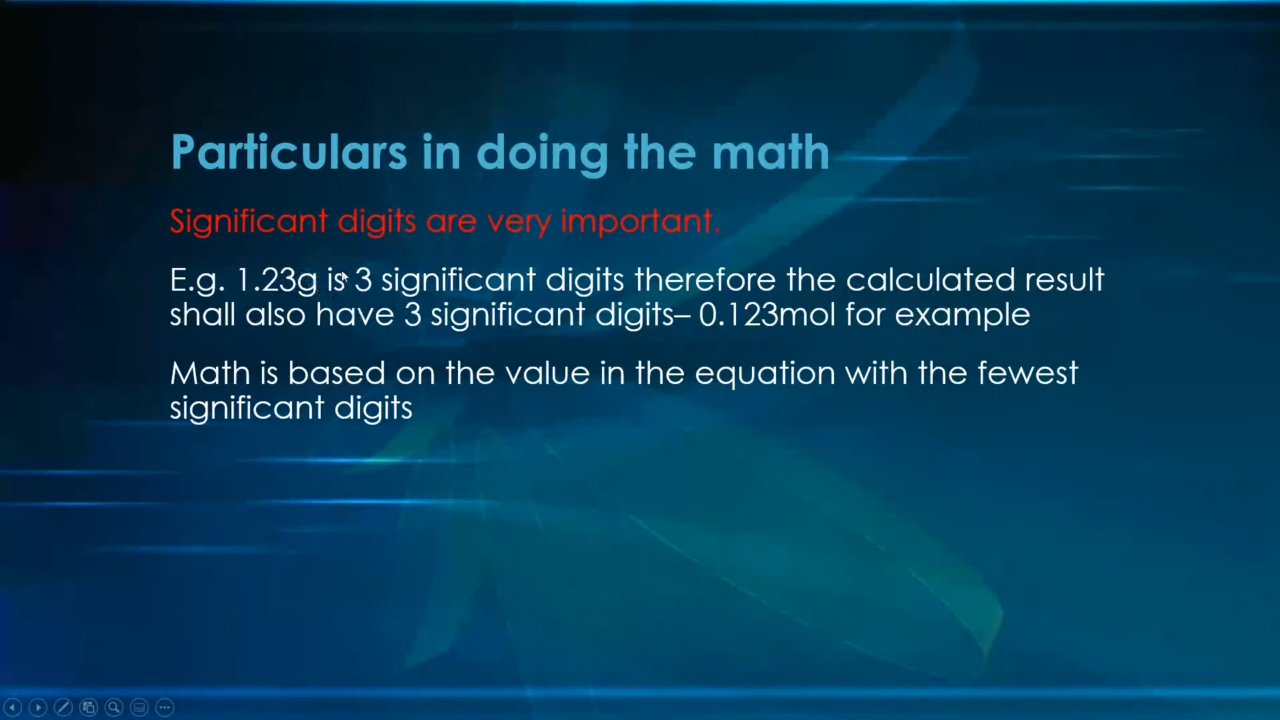 Particulars in doing the math
Significant digits are very important.
E.g. 1.23g is 3 significant digits therefore the calculated result
shall also have 3 significant digits– 0.123mol for example
Math is based on the value in the equation with the fewest
significant digits